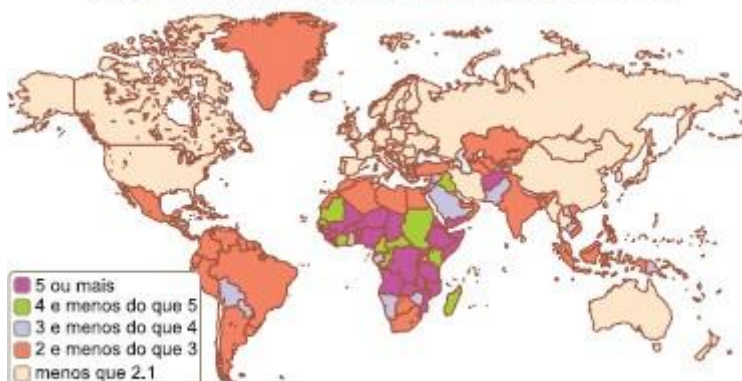 5 ou mais
4 e menos do que 5
3 e menos do que 4
2 e menos do que 3
menos que 2.1